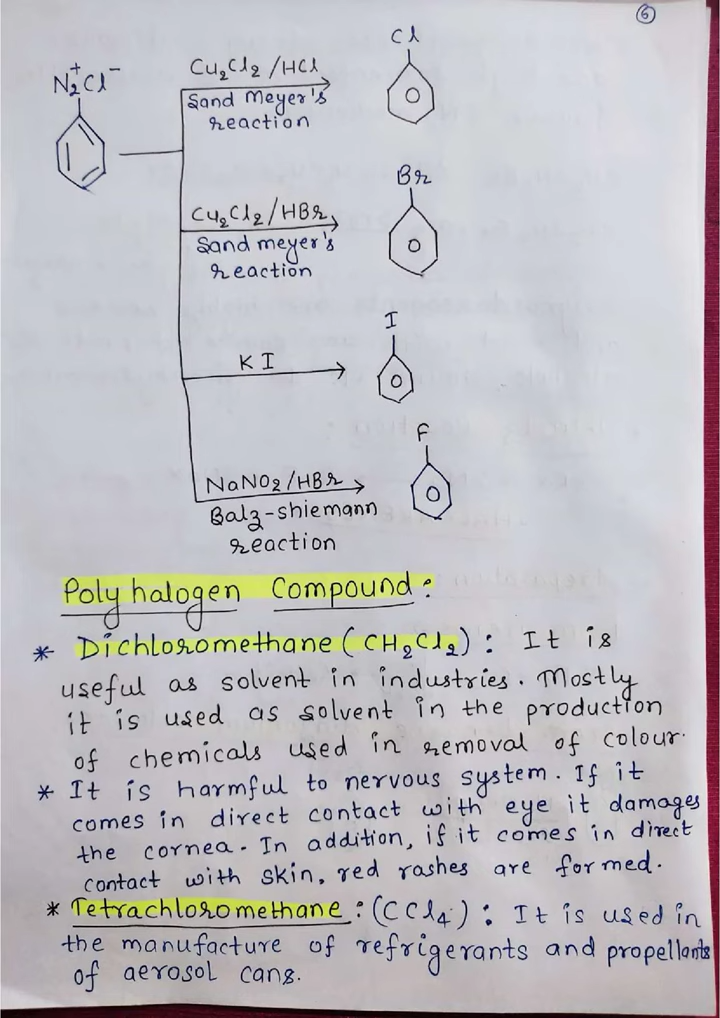 6
N₂⁺Cl⁻
Cu₂Cl₂/HCl
Sand Meyer's
reaction
Cl
Cu₂Cl₂/HBr
Sand meyer's
reaction
Br
KI
I
NaNO₂/HBr
Balz-shiemann
reaction
F
Poly halogen Compound:
* Dichloromethane (CH₂Cl₂): It is
useful as solvent in industries. Mostly
it is used as solvent in the production
of chemicals used in removal of colour.
* It is harmful to nervous system. If it
comes in direct contact with eye it damages
the cornea. In addition, if it comes in direct
contact with skin, red rashes are formed.
* Tetrachloromethane: (CCl₄): It is used in
the manufacture of refrigerants and propellants
of aerosol cans.